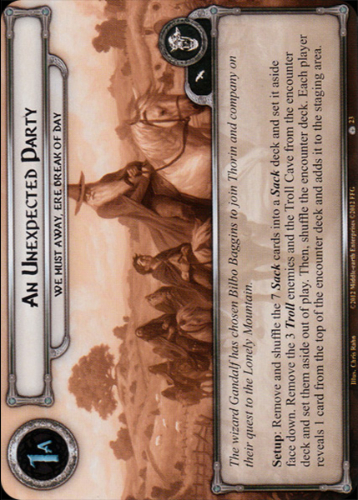 1A
An Unexpected Party
We Must Away, Ere Break of Day
The wizard Gandalf has chosen Bilbo Baggins to join Thorin and company on
their quest to the Lonely Mountain.
Setup: Remove and shuffle the 7 Sack cards into a Sack deck and set it aside
face down. Remove the 3 Troll enemies and the Troll Cave from the encounter
deck and set them aside out of play. Then, shuffle the encounter deck. Each player
reveals 1 card from the top of the encounter deck and adds it to the staging area.
Illus. Chris Rahn
©2012 Middle-earth Enterprises ©2012 FFG
23